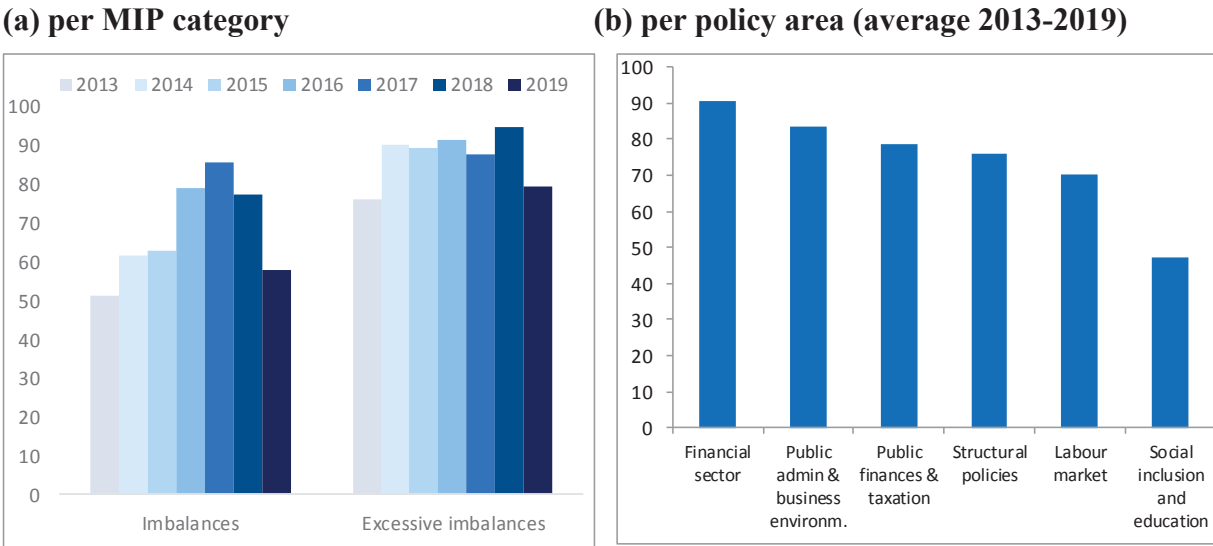 (a) per MIP category
(b) per policy area (average 2013-2019)
2013 2014 2015 2016 2017 2018 2019
100
90
80
70
60
50
40
30
20
10
0
Imbalances Excessive imbalances
100
90
80
70
60
50
40
30
20
10
0
Financial
sector
Public
admin &
business
environm.
Public
finances &
taxation
Structural
policies
Labour
market
Social
inclusion
and
education